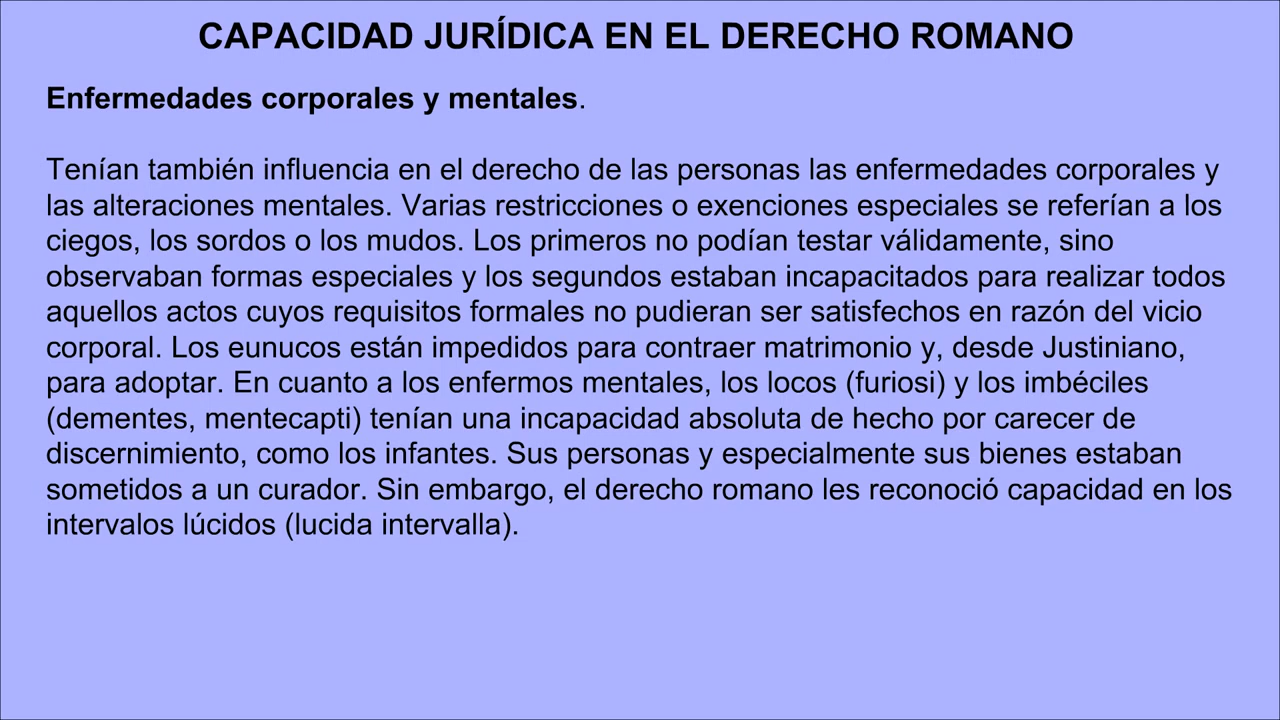 CAPACIDAD JURÍDICA EN EL DERECHO ROMANO
Enfermedades corporales y mentales.
Tenían también influencia en el derecho de las personas las enfermedades corporales y
las alteraciones mentales. Varias restricciones o exenciones especiales se referían a los
ciegos, los sordos o los mudos. Los primeros no podían testar válidamente, sino
observaban formas especiales y los segundos estaban incapacitados para realizar todos
aquellos actos cuyos requisitos formales no pudieran ser satisfechos en razón del vicio
corporal. Los eunucos están impedidos para contraer matrimonio y, desde Justiniano,
para adoptar. En cuanto a los enfermos mentales, los locos (furiosi) y los imbéciles
(dementes, mentecapti) tenían una incapacidad absoluta de hecho por carecer de
discernimiento, como los infantes. Sus personas y especialmente sus bienes estaban
sometidos a un curador. Sin embargo, el derecho romano les reconoció capacidad en los
intervalos lúcidos (lucida intervalla).